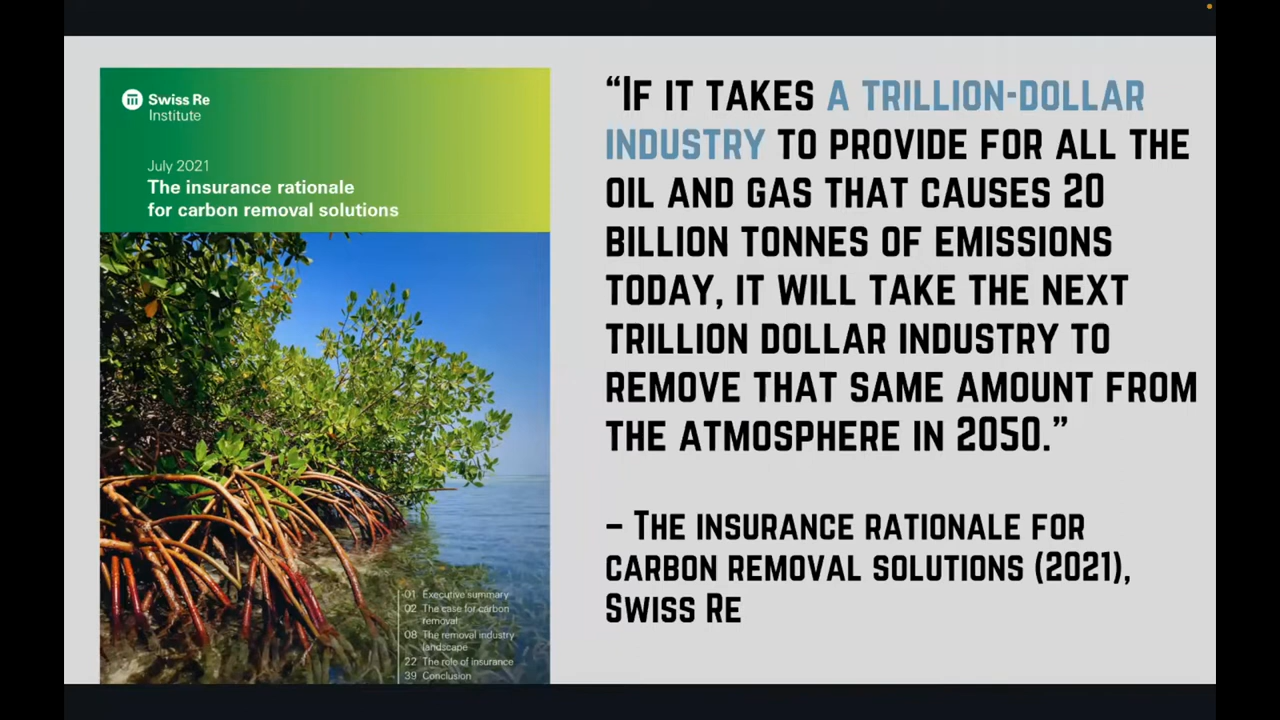 Swiss Re
Institute
July 2021
The insurance rationale
for carbon removal solutions
01 Executive summary
02 The case for carbon
removal
08 The removal industry
landscape
22 The role of insurance
39 Conclusion
“IF IT TAKES A TRILLION-DOLLAR
INDUSTRY TO PROVIDE FOR ALL THE
OIL AND GAS THAT CAUSES 20
BILLION TONNES OF EMISSIONS
TODAY, IT WILL TAKE THE NEXT
TRILLION DOLLAR INDUSTRY TO
REMOVE THAT SAME AMOUNT FROM
THE ATMOSPHERE IN 2050.”
– THE INSURANCE RATIONALE FOR
CARBON REMOVAL SOLUTIONS (2021),
SWISS RE